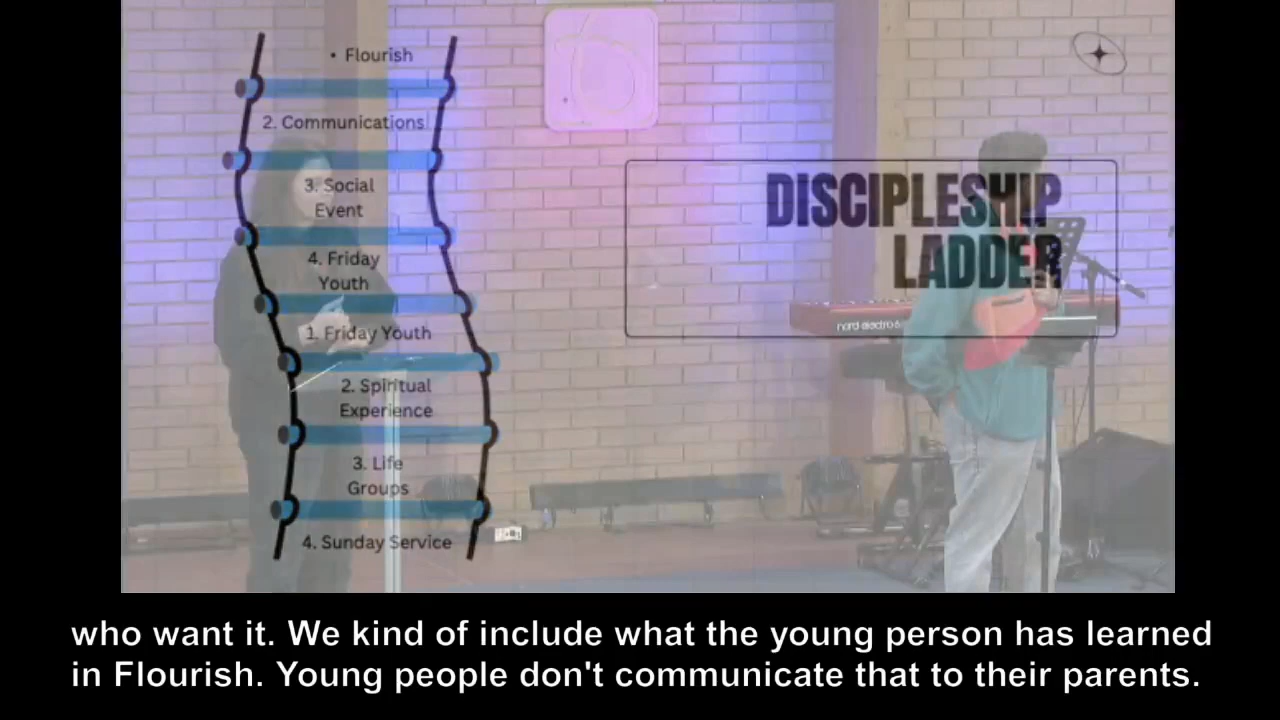 • Flourish
2. Communications
3. Social
Event
4. Friday
Youth
1. Friday Youth
2. Spiritual
Experience
3. Life
Groups
4. Sunday Service
DISCIPLESHIP
LADDER
nord electro 6
who want it. We kind of include what the young person has learned
in Flourish. Young people don't communicate that to their parents.